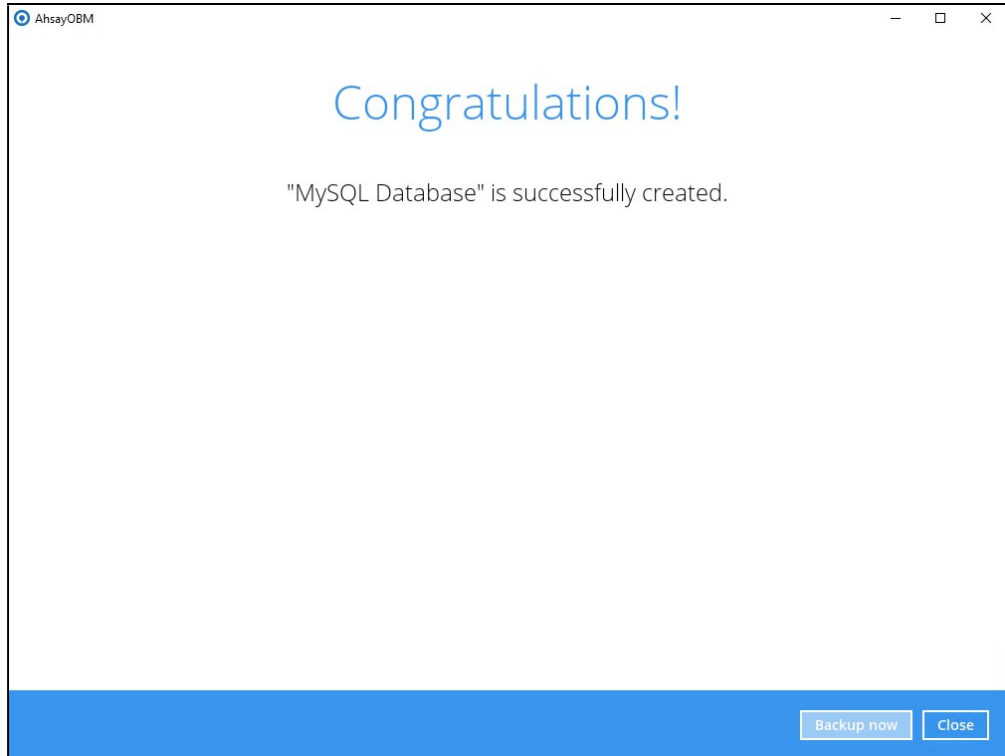 AhsayOBM
Congratulations!
"MySQL Database" is successfully created.
Backup now
Close